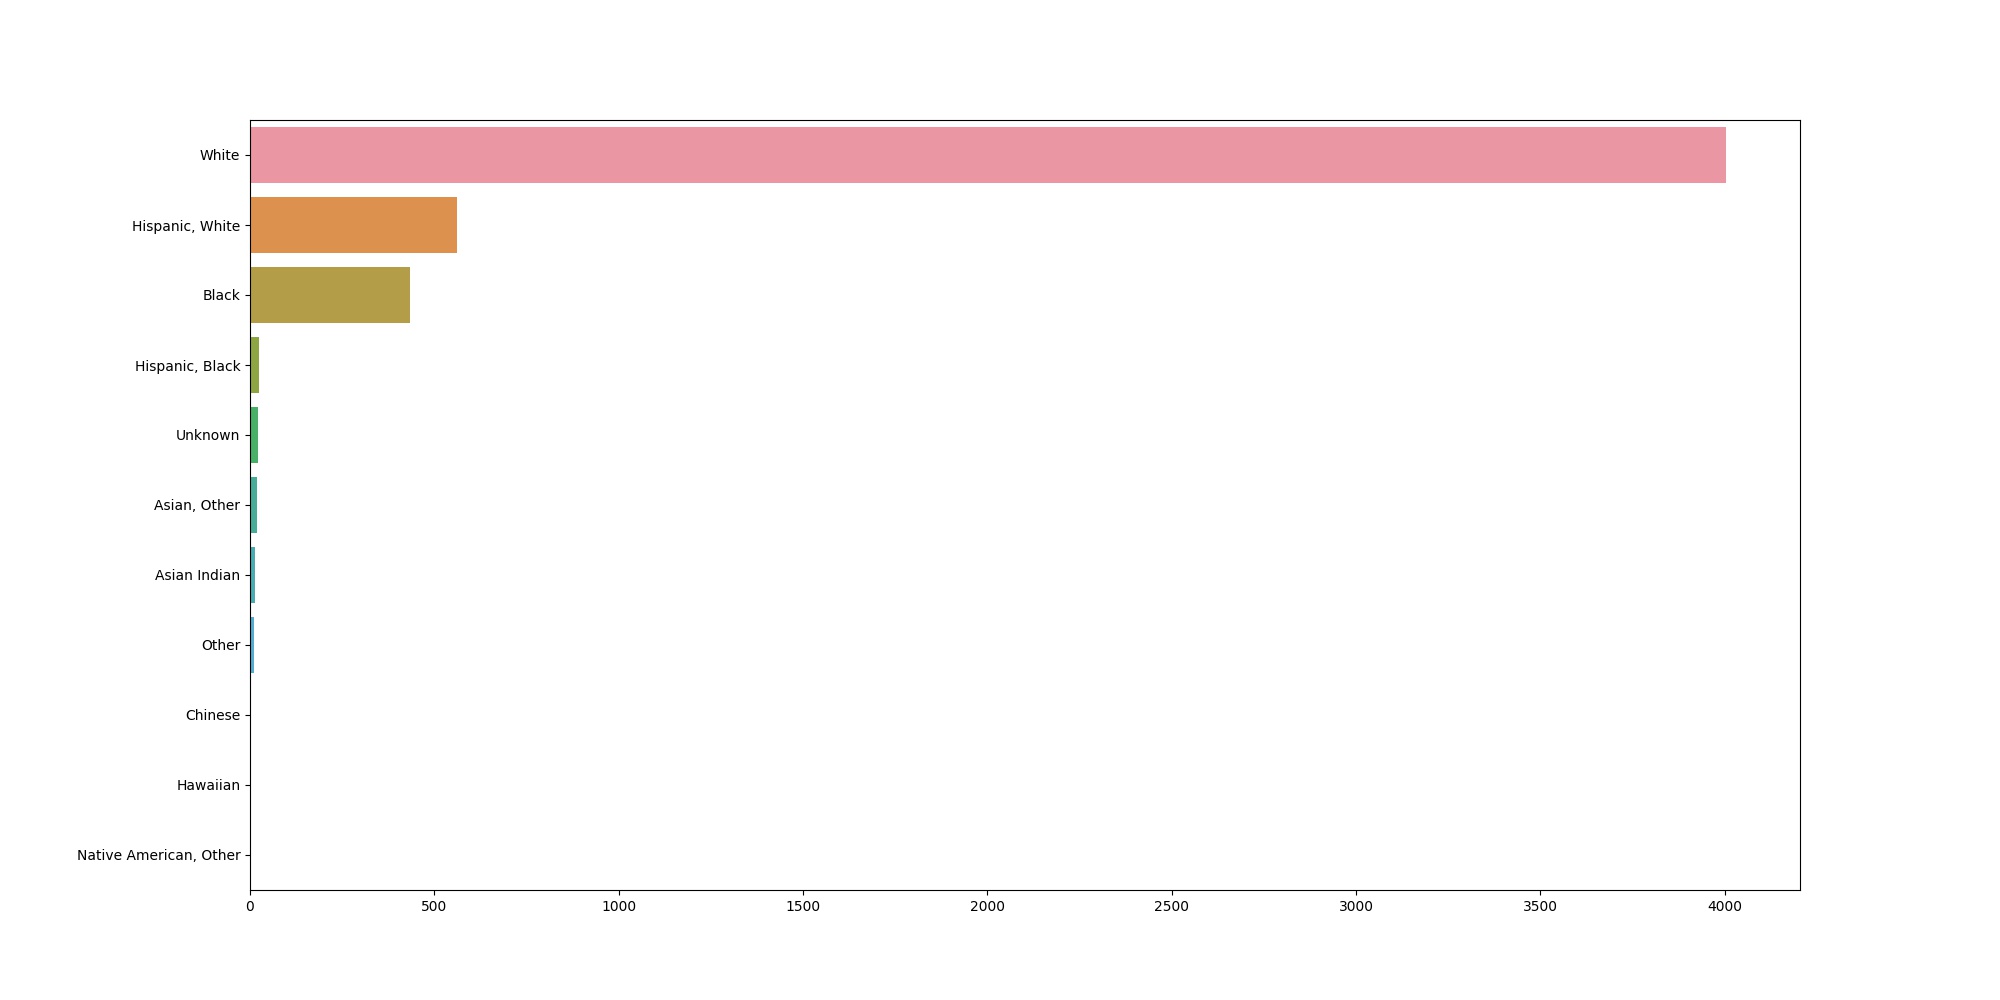 White
Hispanic, White
Black
Hispanic, Black
Unknown
Asian, Other
Asian Indian
Other
Chinese
Hawaiian
Native American, Other
0 500 1000 1500 2000 2500 3000 3500 4000